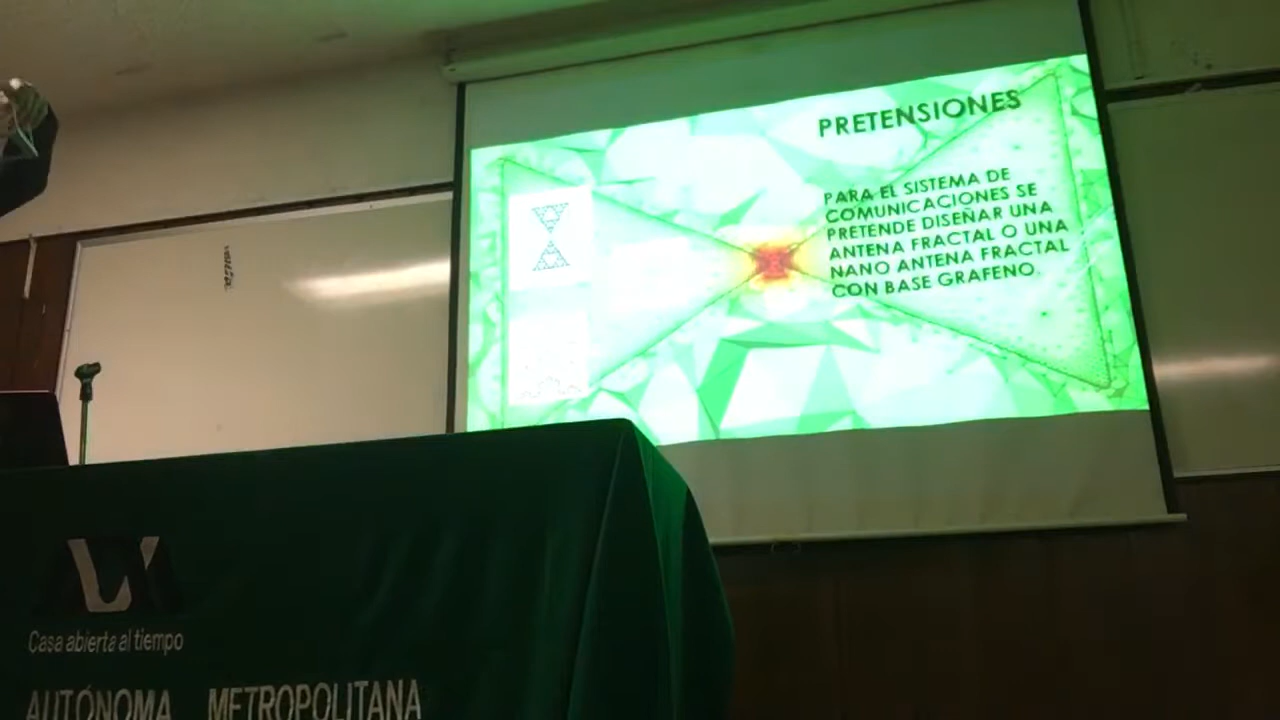 PRETENSIONES
PARA EL SISTEMA DE
COMUNICACIONES SE
PRETENDE DISEÑAR UNA
ANTENA FRACTAL O UNA
NANO ANTENA FRACTAL
CON BASE GRAFENO.
Casa abierta al tiempo
AUTÓNOMA METROPOLITANA